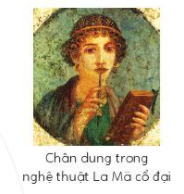 Chân dung trong
nghệ thuật La Mã cổ đại